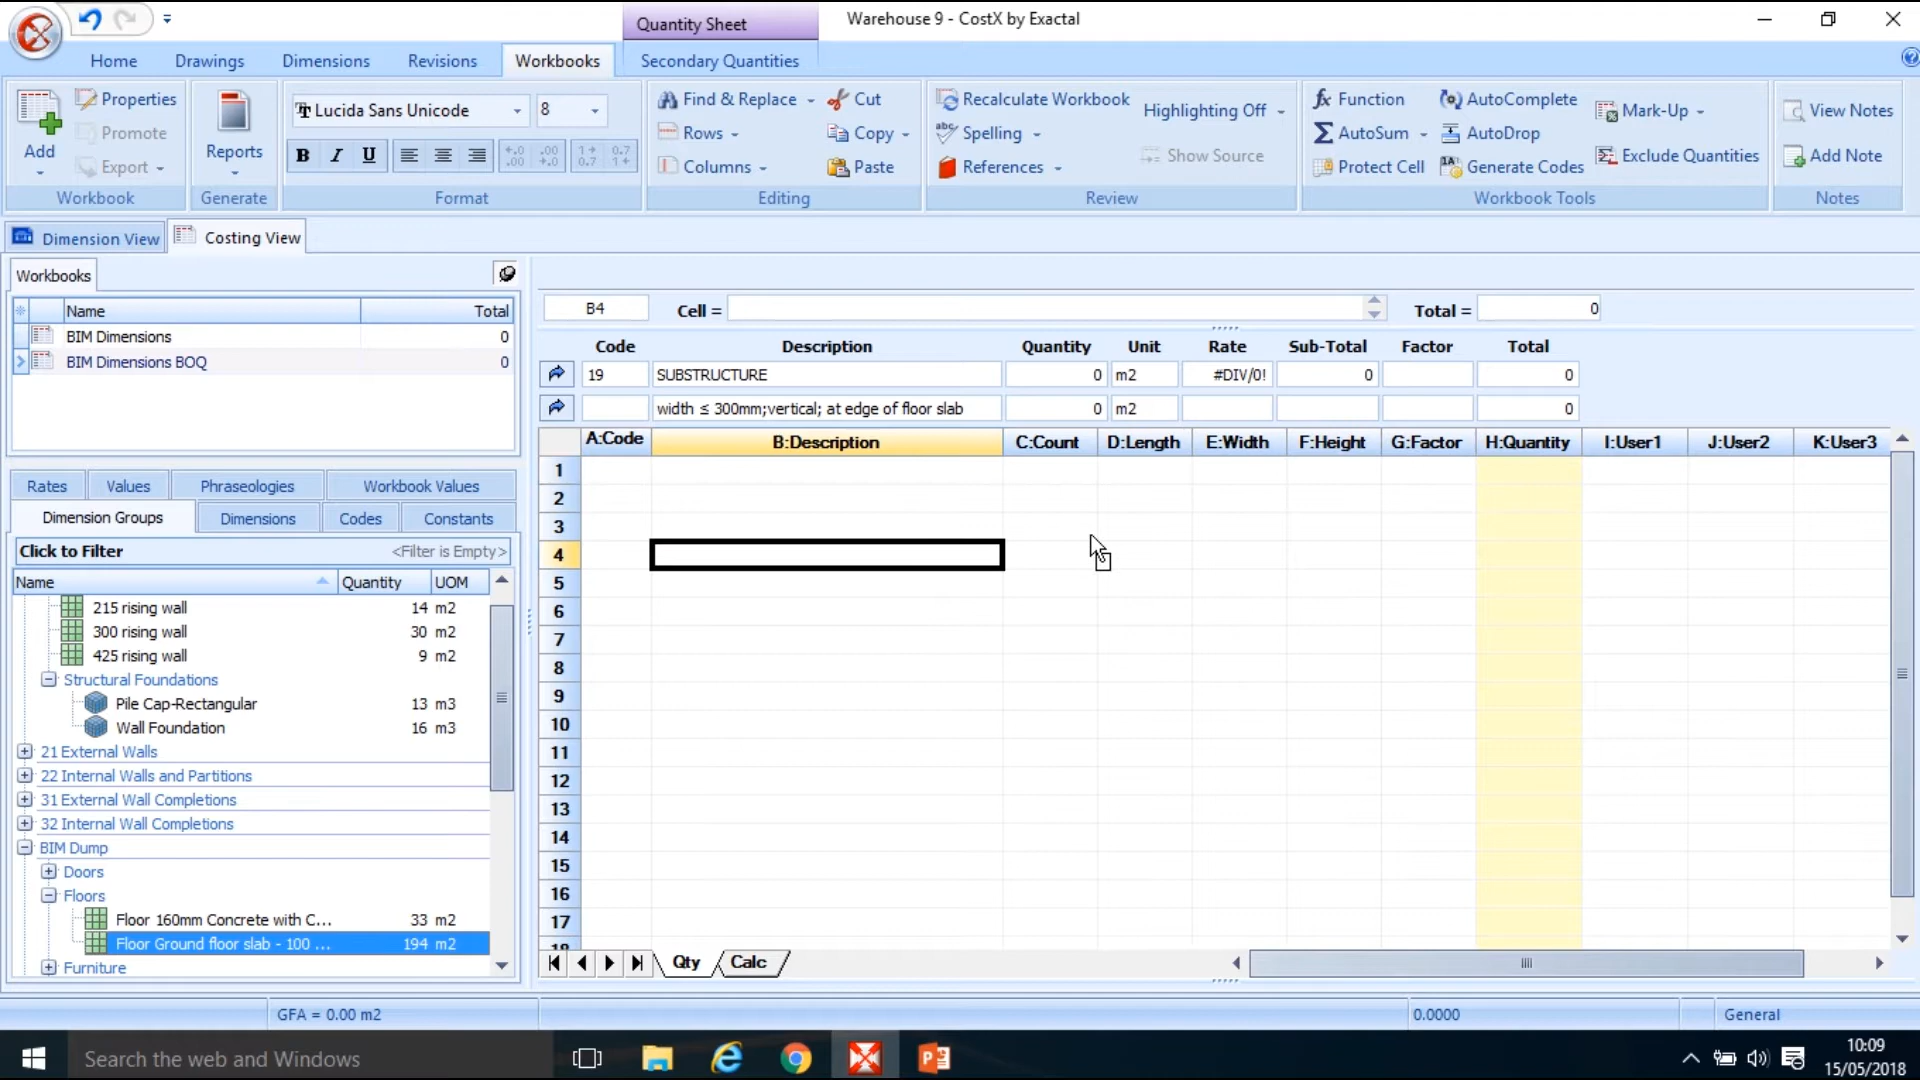 Quantity Sheet
Warehouse 9 - CostX by Exactal
Home Drawings Dimensions Revisions Workbooks Secondary Quantities
Add
Properties
Promote
Export
Workbook
Reports
Generate
Lucida Sans Unicode 8
B I U
Format
Find & Replace Cut
Rows Copy
Columns Paste
Editing
Recalculate Workbook Highlighting Off
Spelling
References Show Source
Review
Function AutoComplete Mark-Up
AutoSum AutoDrop
Protect Cell Generate Codes Exclude Quantities
Workbook Tools
View Notes
Add Note
Notes
Dimension View Costing View
Workbooks
Name Total
BIM Dimensions 0
BIM Dimensions BOQ 0
Rates Values Phraseologies Workbook Values
Dimension Groups Dimensions Codes Constants
Click to Filter <Filter is Empty>
Name Quantity UOM
215 rising wall 14 m2
300 rising wall 30 m2
425 rising wall 9 m2
Structural Foundations
Pile Cap-Rectangular 13 m3
Wall Foundation 16 m3
21 External Walls
22 Internal Walls and Partitions
31 External Wall Completions
32 Internal Wall Completions
BIM Dump
Doors
Floors
Floor 160mm Concrete with C... 33 m2
Floor Ground floor slab - 100 ... 194 m2
Furniture
B4 Cell = Total = 0
Code Description Quantity Unit Rate Sub-Total Factor Total
19 SUBSTRUCTURE 0 m2 #DIV/0! 0 0
width ≤ 300mm;vertical; at edge of floor slab 0 m2 0
A:Code B:Description C:Count D:Length E:Width F:Height G:Factor H:Quantity I:User1 J:User2 K:User3
1
2
3
4
5
6
7
8
9
10
11
12
13
14
15
16
17
18
Qty Calc
GFA = 0.00 m2 0.0000 General
Search the web and Windows
10:09
15/05/2018